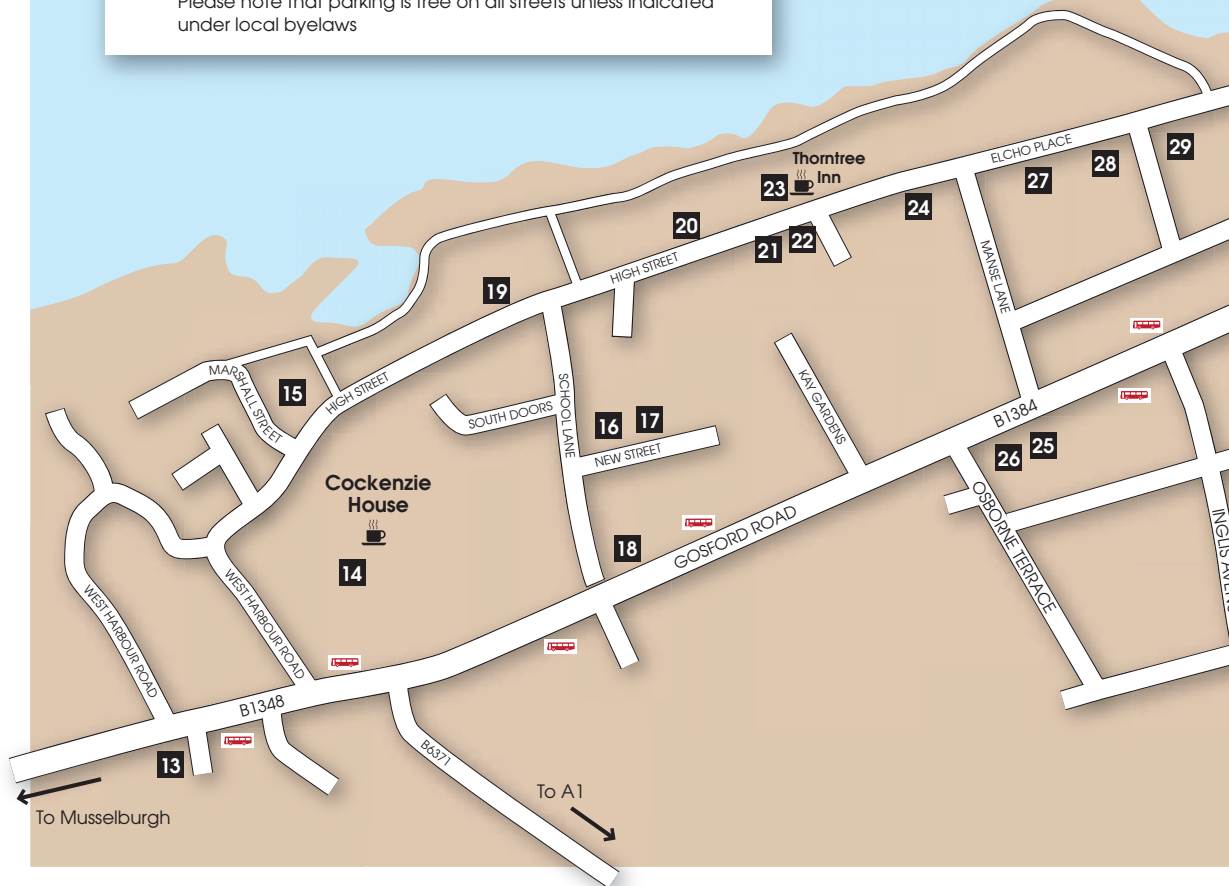 Please note that parking is free on all streets unless indicated
under local byelaws
Thorntree
Inn
ELCHO PLACE
29
28
27
23
24
20
21
22
HIGH STREET
MANSE LANE
19
MARSHALL STREET
15
HIGH STREET
SCHOOL LANE
SOUTH DOORS
16
17
NEW STREET
KAY GARDENS
B1384
25
26
Cockenzie
House
14
18
GOSFORD ROAD
OSBORNE TERRACE
WEST HARBOUR ROAD
WEST HARBOUR ROAD
B1348
13
B6371
To A1
To Musselburgh